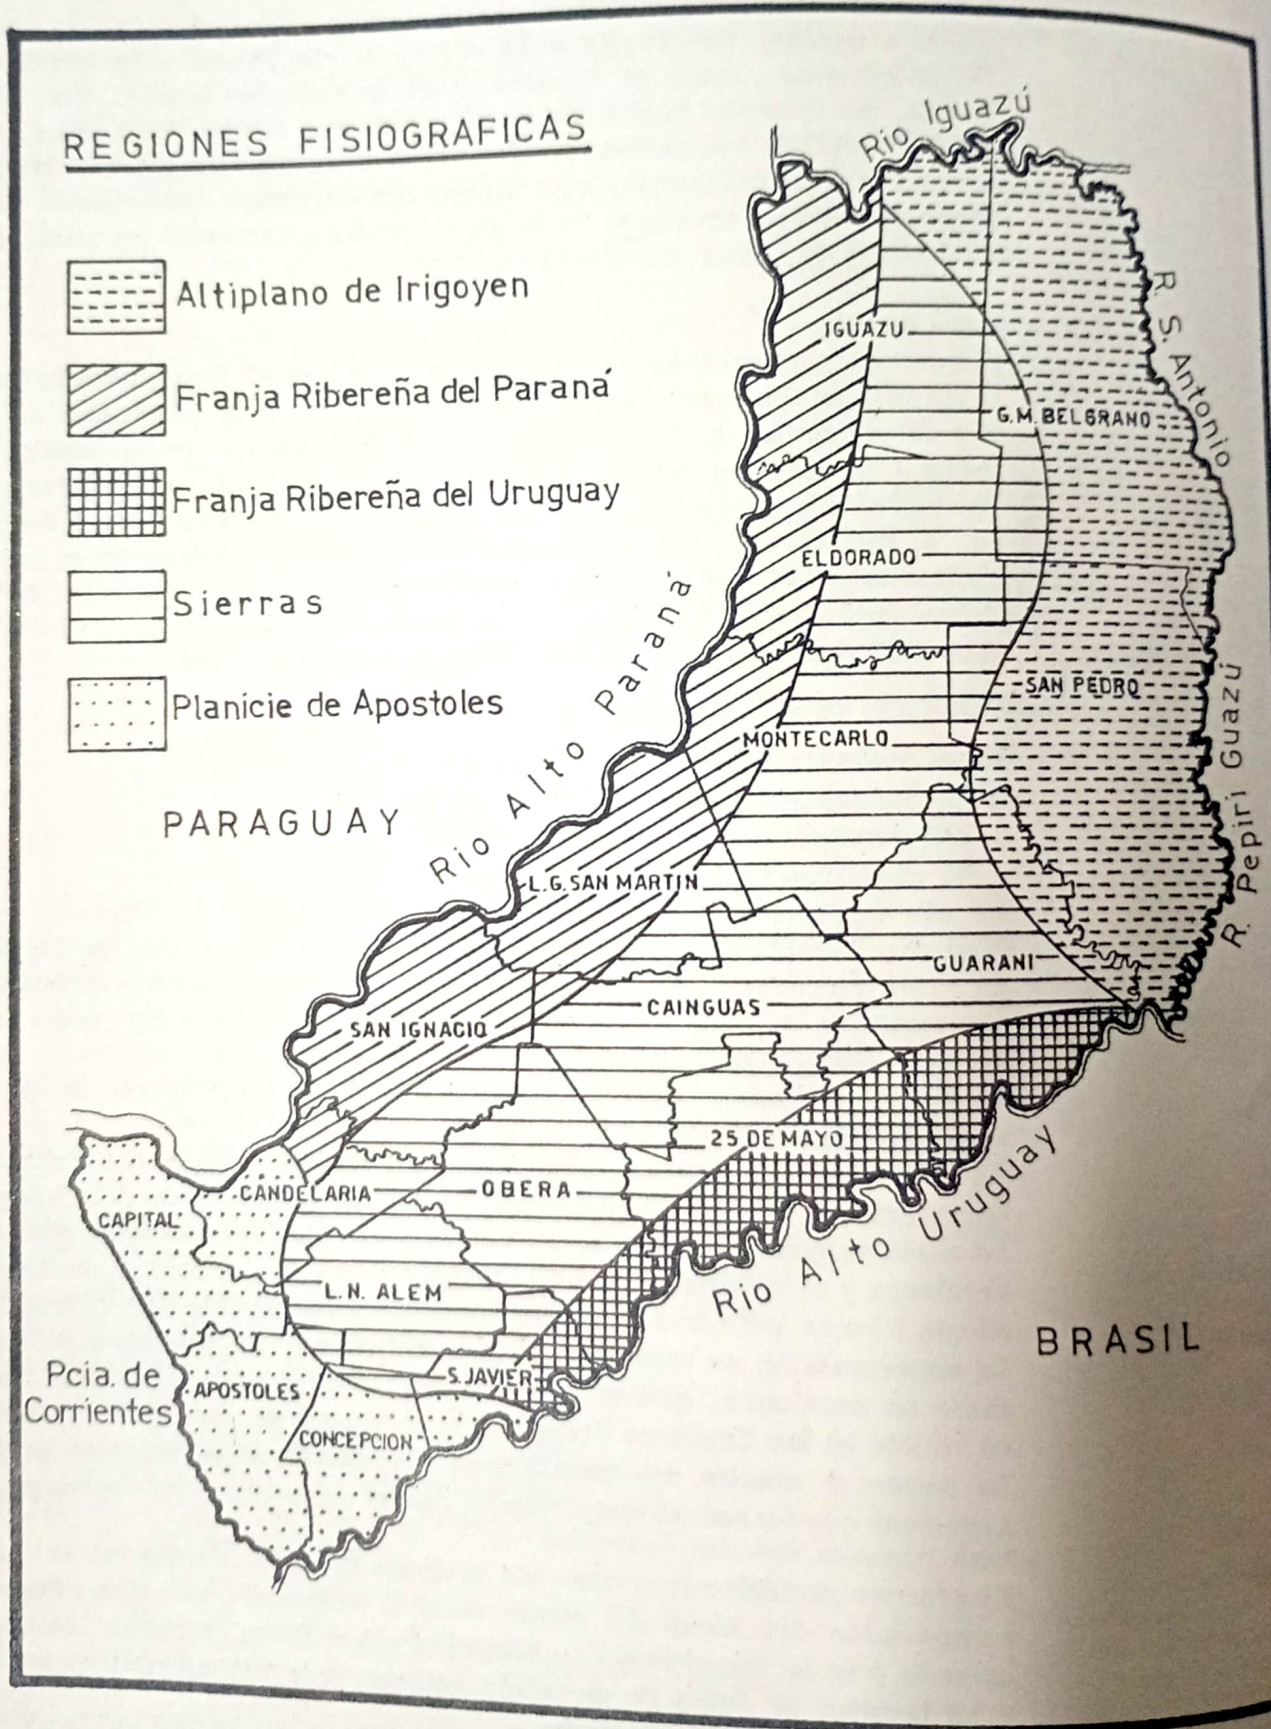 REGIONES FISIOGRAFICAS
Altiplano de Irigoyen
Franja Ribereña del Paraná
Franja Ribereña del Uruguay
Sierras
Planicie de Apostoles
Rio Iguazú
R. S. Antonio
IGUAZU
G.M. BELGRANO
ELDORADO
Rio Alto Paraná
SAN PEDRO
R. Pepiri Guazú
MONTECARLO
PARAGUAY
L.G. SAN MARTIN
GUARANI
CAINGUAS
SAN IGNACIO
25 DE MAYO
CANDELARIA
OBERA
CAPITAL
Rio Alto Uruguay
L.N. ALEM
BRASIL
Pcia. de
Corrientes
APOSTOLES
S. JAVIER
CONCEPCION